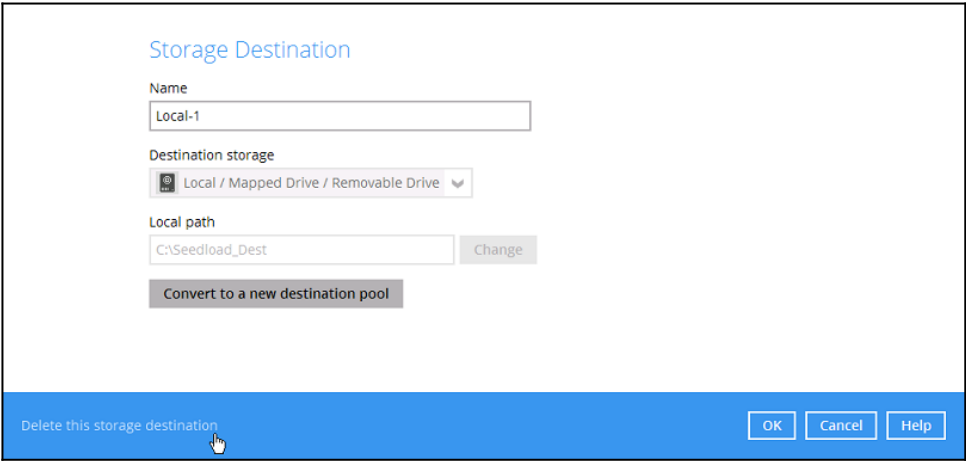 Storage Destination
Name
Local-1
Destination storage
Local / Mapped Drive / Removable Drive
Local path
C:\Seedload_Dest
Change
Convert to a new destination pool
Delete this storage destination
OK
Cancel
Help